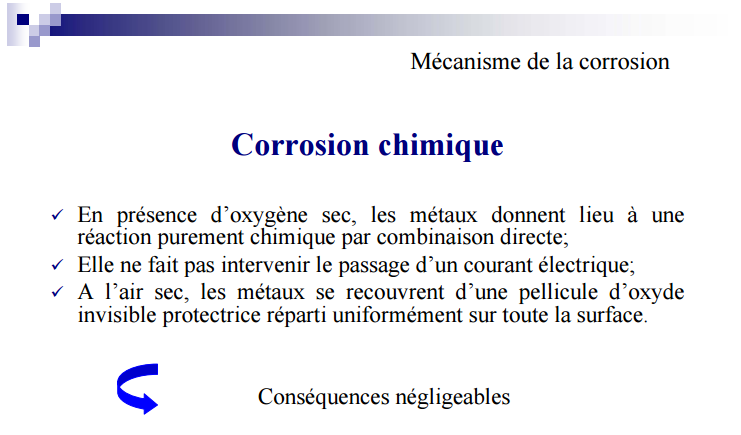 Mécanisme de la corrosion
Corrosion chimique
✓ En présence d’oxygène sec, les métaux donnent lieu à une
réaction purement chimique par combinaison directe;
✓ Elle ne fait pas intervenir le passage d’un courant électrique;
✓ A l’air sec, les métaux se recouvrent d’une pellicule d’oxyde
invisible protectrice réparti uniformément sur toute la surface.
Conséquences négligeables